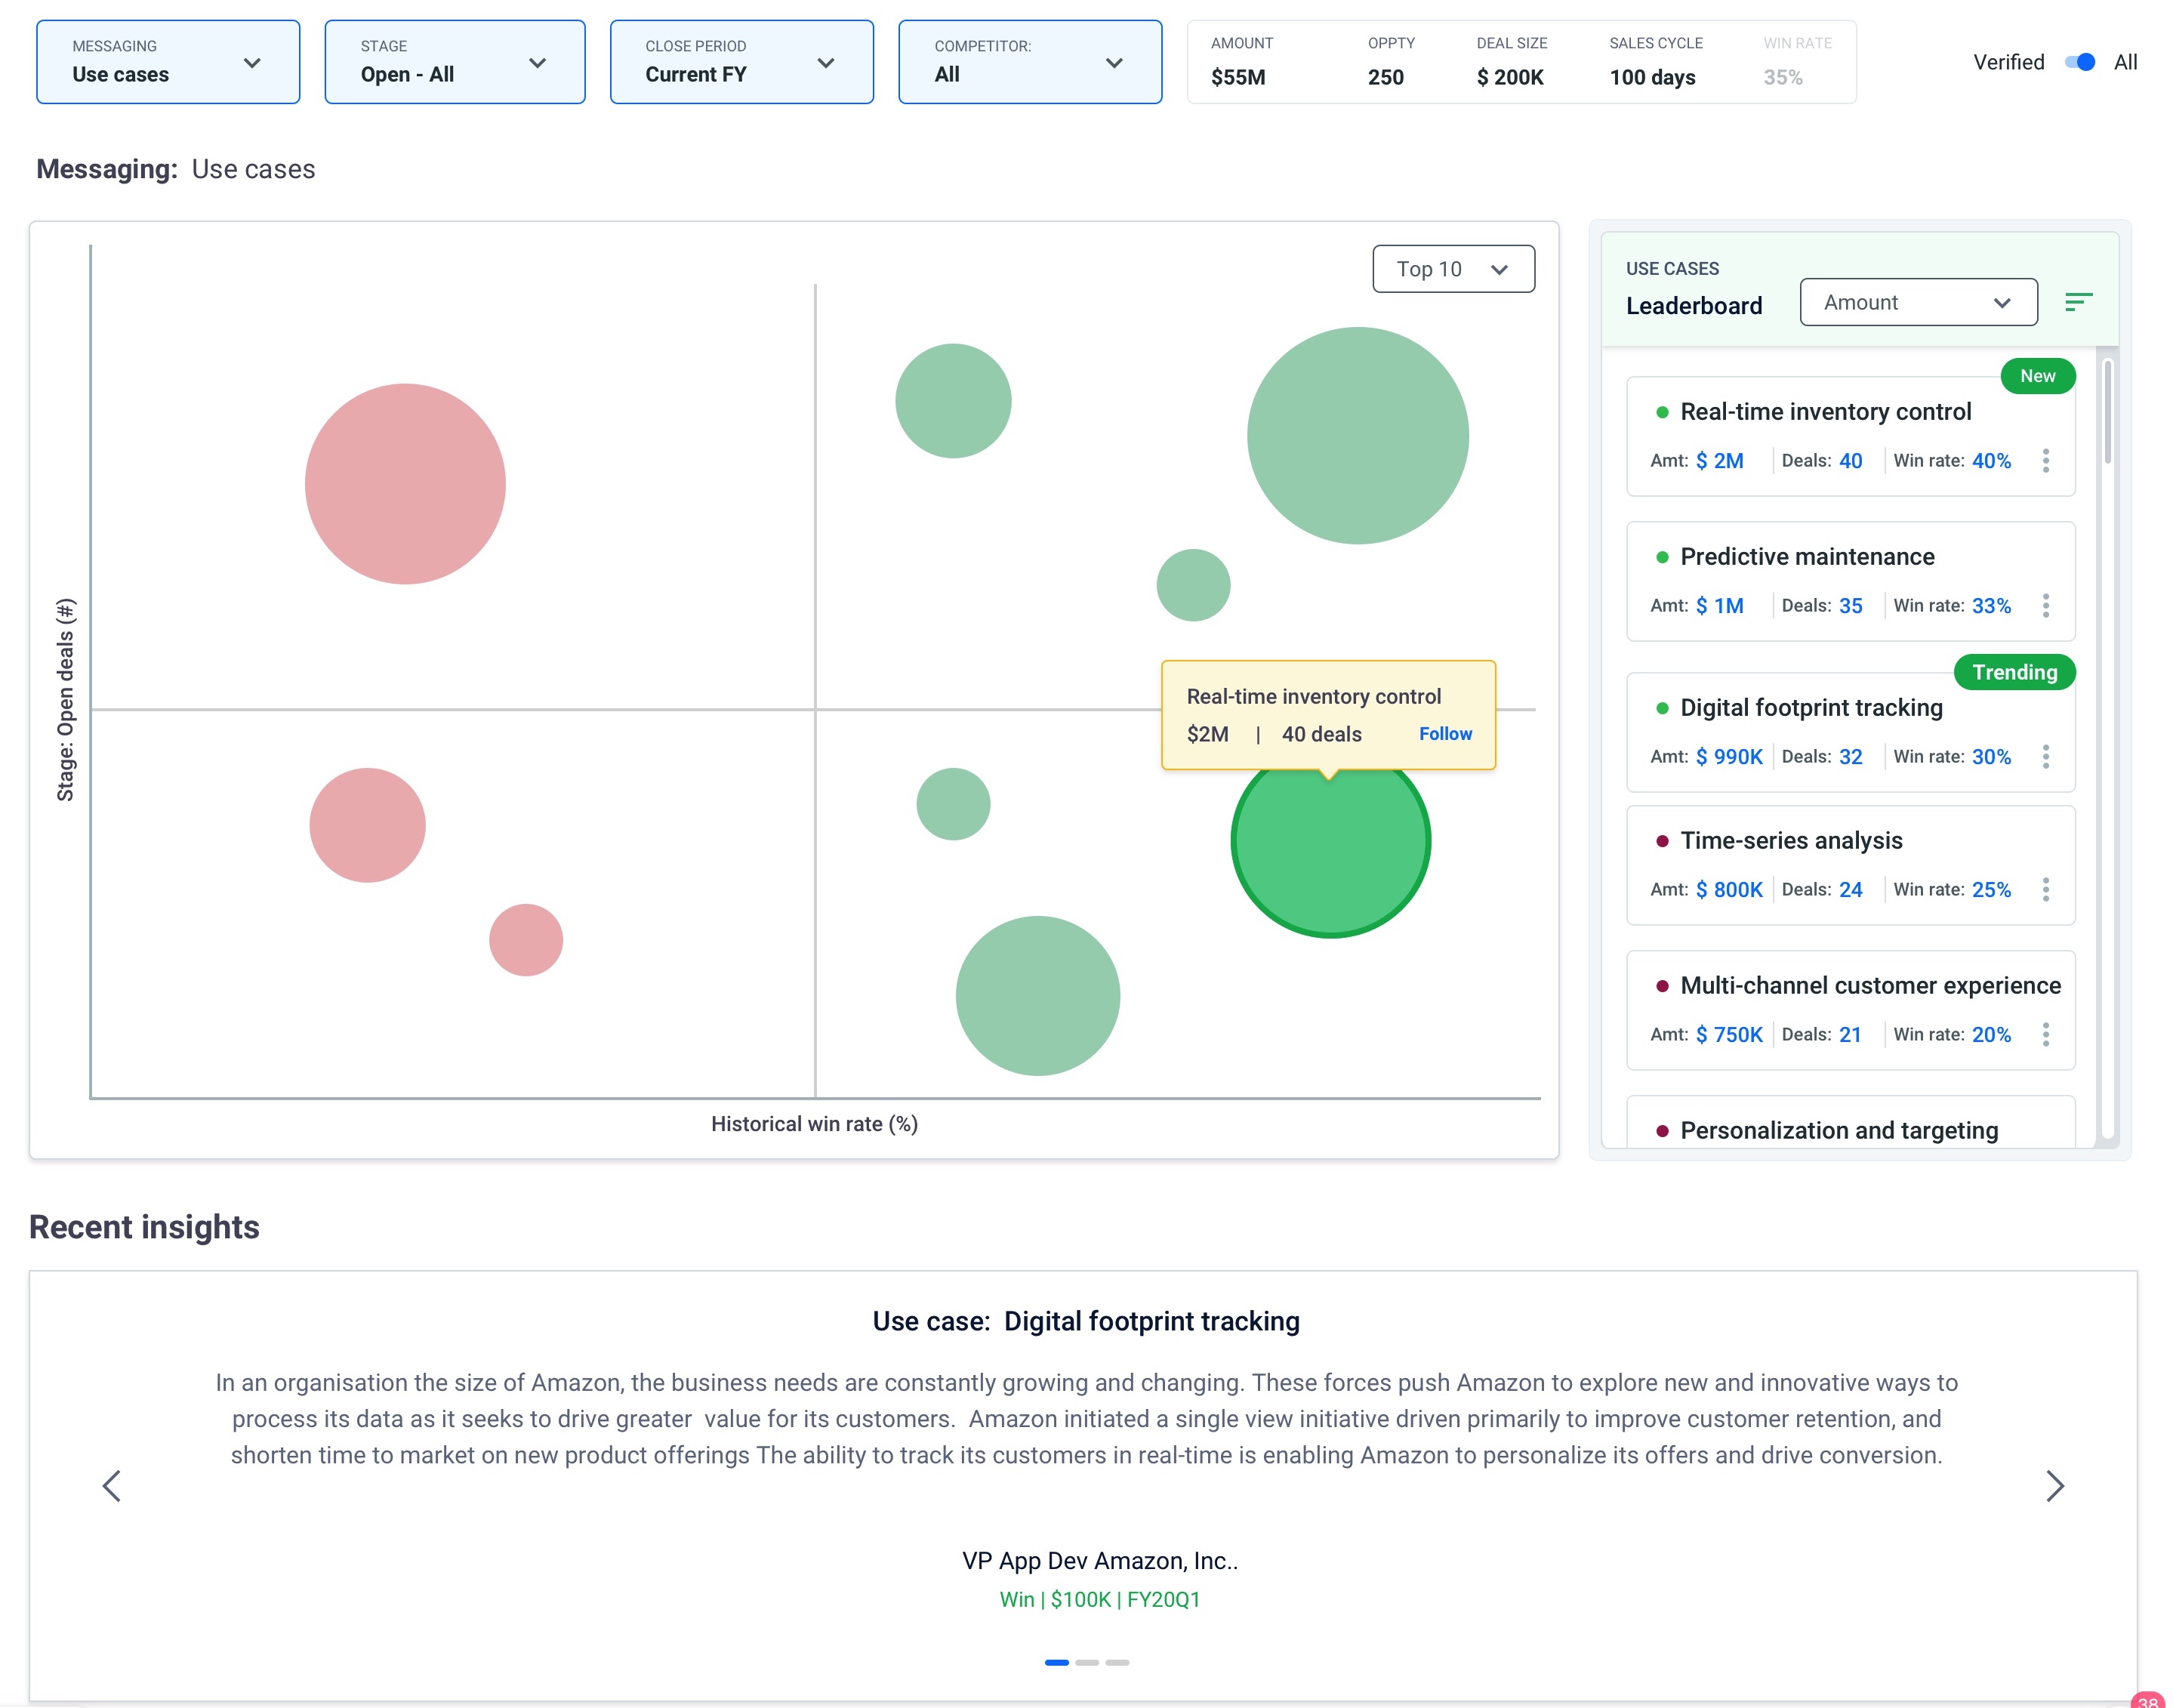 MESSAGING
Use cases
STAGE
Open - All
CLOSE PERIOD
Current FY
COMPETITOR:
All
AMOUNT OPPTY DEAL SIZE SALES CYCLE WIN RATE
$55M 250 $ 200K 100 days 35%
Verified All
Messaging: Use cases
Top 10
Stage: Open deals (#)
Real-time inventory control
$2M | 40 deals Follow
Historical win rate (%)
USE CASES
Leaderboard
Amount
New
Real-time inventory control
Amt: $ 2M Deals: 40 Win rate: 40%
Predictive maintenance
Amt: $ 1M Deals: 35 Win rate: 33%
Trending
Digital footprint tracking
Amt: $ 990K Deals: 32 Win rate: 30%
Time-series analysis
Amt: $ 800K Deals: 24 Win rate: 25%
Multi-channel customer experience
Amt: $ 750K Deals: 21 Win rate: 20%
Personalization and targeting
Recent insights
Use case: Digital footprint tracking
In an organisation the size of Amazon, the business needs are constantly growing and changing. These forces push Amazon to explore new and innovative ways to
process its data as it seeks to drive greater value for its customers. Amazon initiated a single view initiative driven primarily to improve customer retention, and
shorten time to market on new product offerings The ability to track its customers in real-time is enabling Amazon to personalize its offers and drive conversion.
VP App Dev Amazon, Inc..
Win | $100K | FY20Q1
38